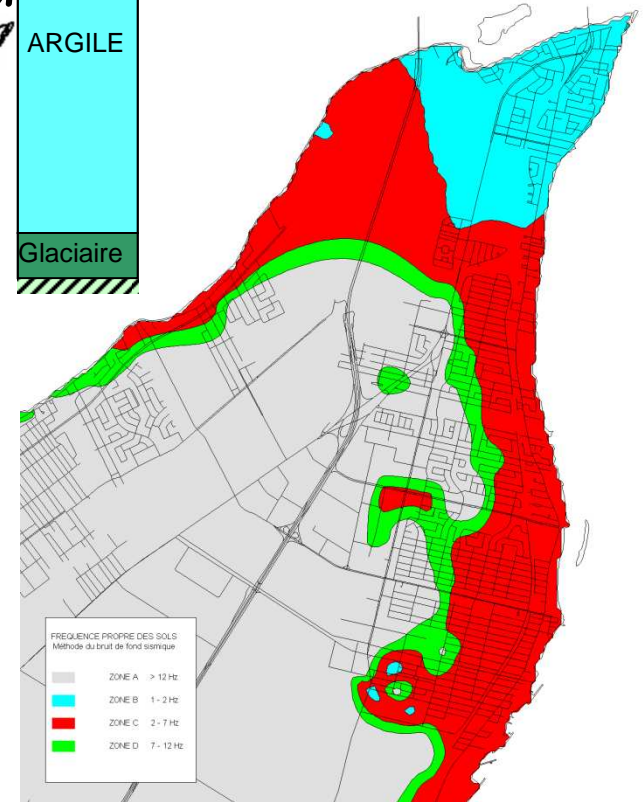 ARGILE
Glaciaire
FREQUENCE PROPRE DES SOLS
Méthode du bruit de fond sismique
ZONE A > 12 Hz
ZONE B 1 - 2 Hz
ZONE C 2 - 7 Hz
ZONE D 7 - 12 Hz